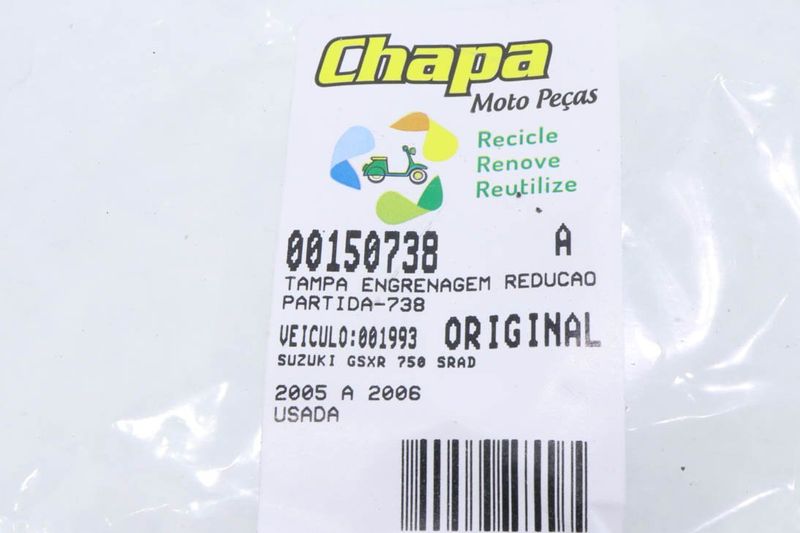 Chapa
Moto Peças
Recicle
Renove
Reutilize
00150738 A
TAMPA ENGRENAGEM REDUCAO
PARTIDA-738
VEICULO:001993 ORIGINAL
SUZUKI GSXR 750 SRAD
2005 A 2006
USADA